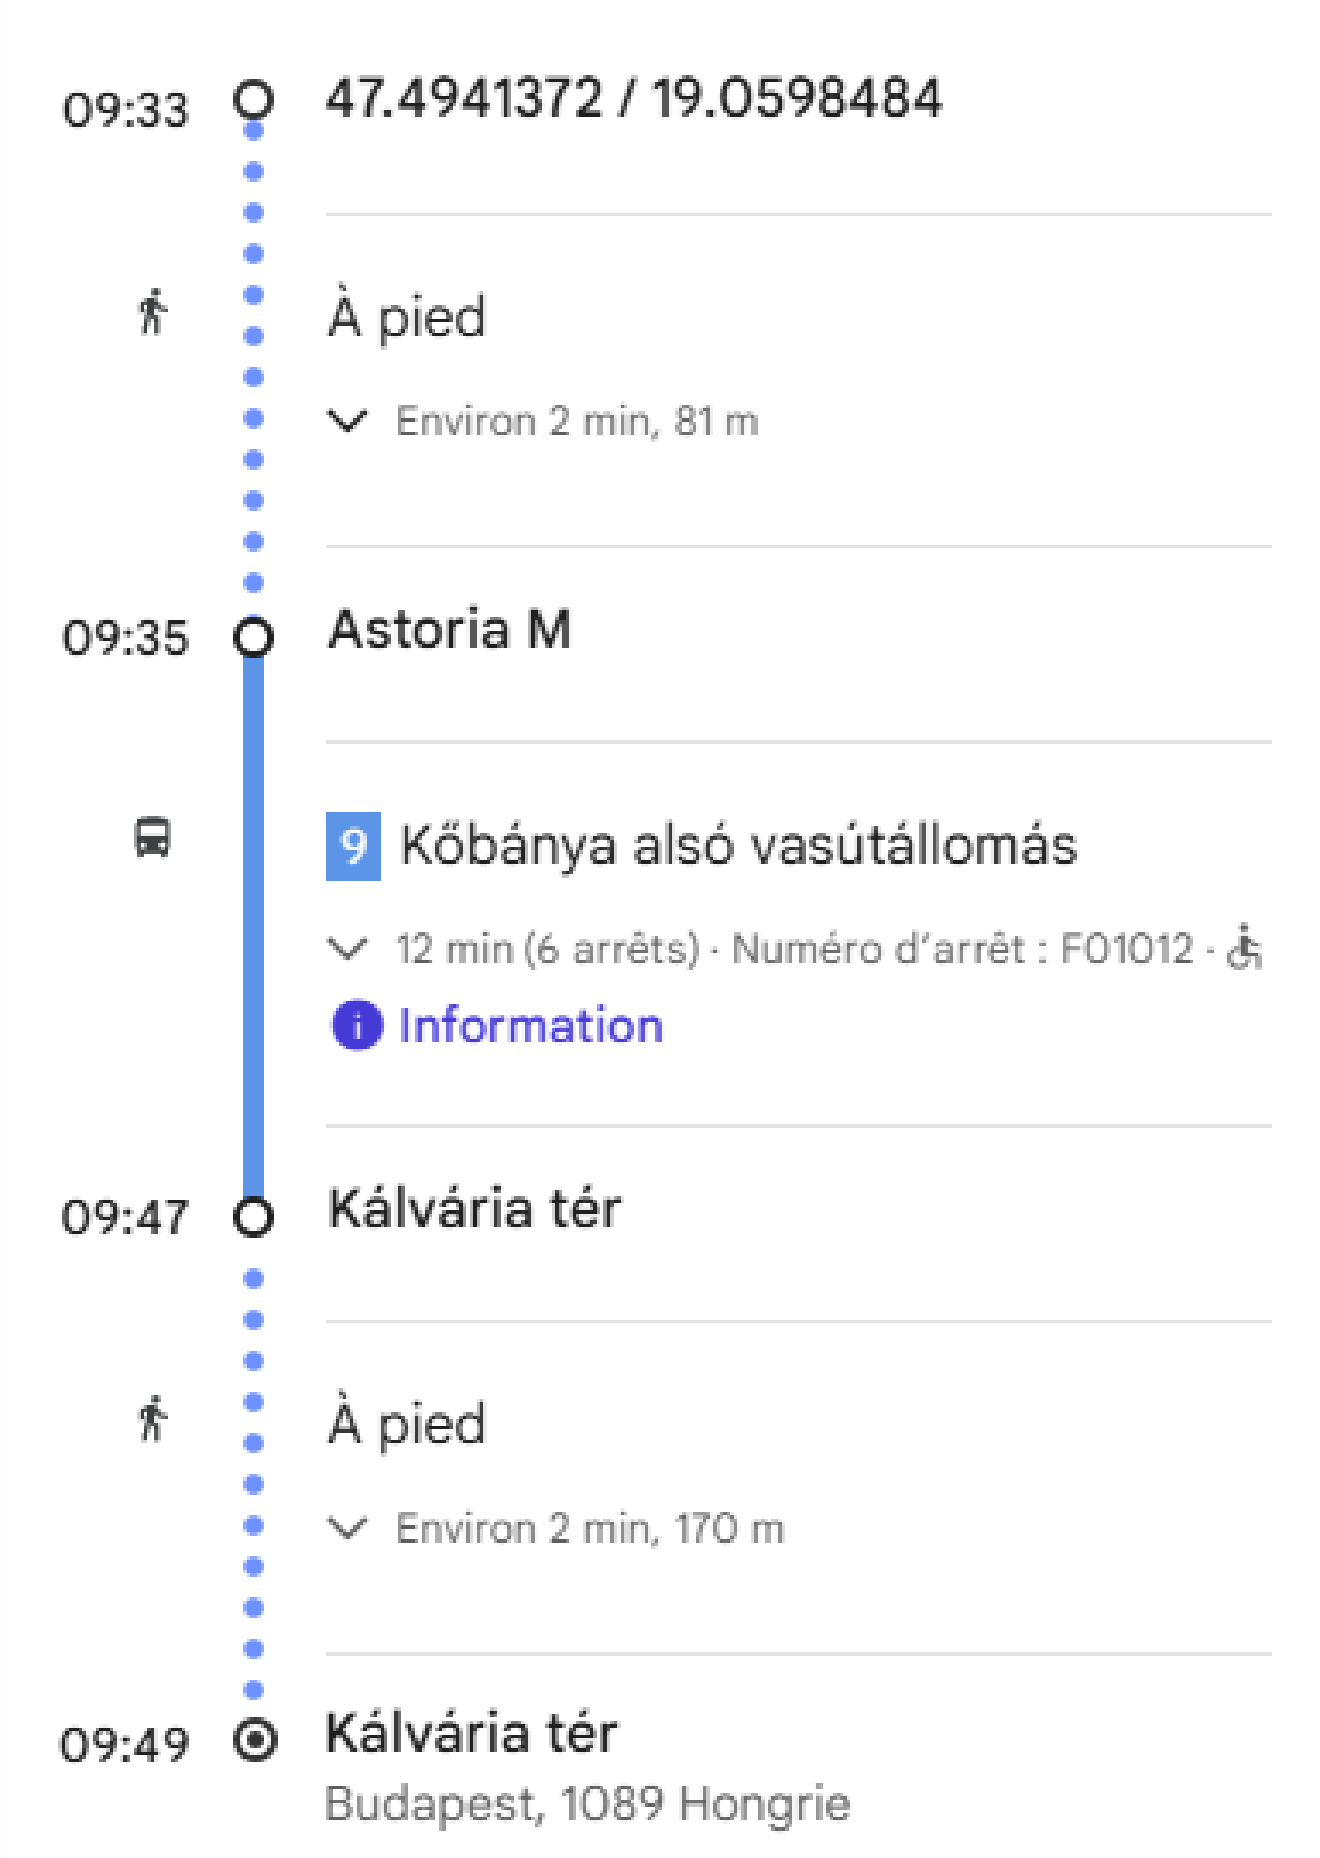 09:33 47.4941372 / 19.0598484
À pied
Environ 2 min, 81 m
09:35 Astoria M
9 Kőbánya alsó vasútállomás
12 min (6 arrêts) · Numéro d’arrêt : F01012 ·
i Information
09:47 Kálvária tér
À pied
Environ 2 min, 170 m
09:49 Kálvária tér
Budapest, 1089 Hongrie